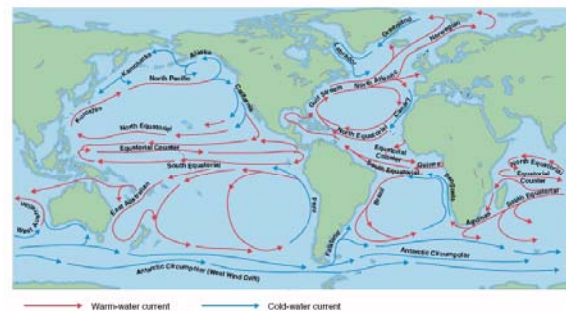 Alaska
Kamchatka
North Pacific
California
Kuroshio
North Equatorial
Equatorial Counter
South Equatorial
East Australian
West Australian
Peru
Antarctic Circumpolar (West Wind Drift)
Greenland
Norwegian
Labrador
Gulf Stream
North Atlantic
Canary
North Equatorial
Equatorial
Counter
Guinea
South Equatorial
Brazil
Benguela
Falkland
North Equatorial
Equatorial
Counter
South Equatorial
Agulhas
Antarctic Circumpolar
Warm-water current
Cold-water current